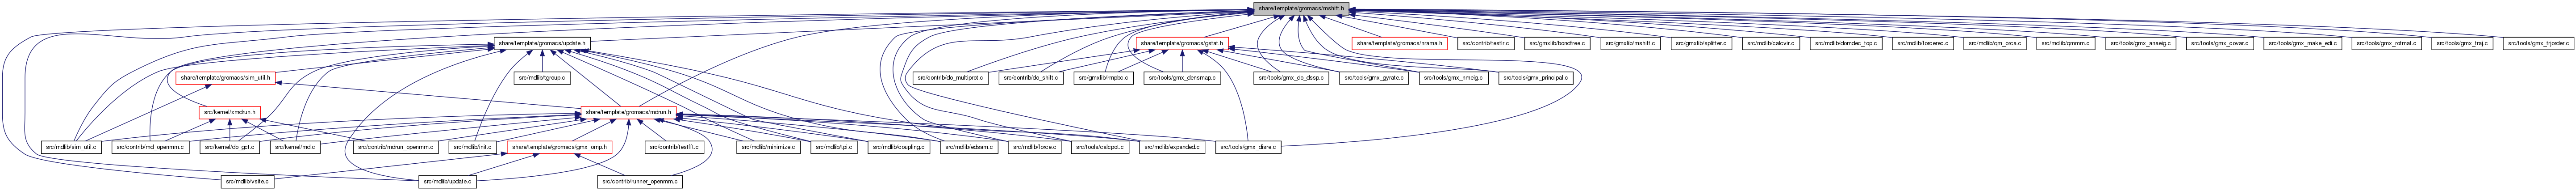 share/template/gromacs/mshift.h
share/template/gromacs/update.h
share/template/gromacs/gstat.h
share/template/gromacs/nrama.h
src/contrib/testlr.c
src/gmxlib/bondfree.c
src/gmxlib/mshift.c
src/gmxlib/splitter.c
src/mdlib/calcvir.c
src/mdlib/domdec_top.c
src/mdlib/forcerec.c
src/mdlib/qm_orca.c
src/mdlib/qmmm.c
src/tools/gmx_anaeig.c
src/tools/gmx_covar.c
src/tools/gmx_make_edi.c
src/tools/gmx_rotmat.c
src/tools/gmx_traj.c
src/tools/gmx_trjorder.c
share/template/gromacs/sim_util.h
src/mdlib/tgroup.c
src/contrib/do_multiprot.c
src/contrib/do_shift.c
src/gmxlib/rmpbc.c
src/tools/gmx_densmap.c
src/tools/gmx_do_dssp.c
src/tools/gmx_gyrate.c
src/tools/gmx_nmeig.c
src/tools/gmx_principal.c
src/kernel/xmdrun.h
share/template/gromacs/mdrun.h
src/mdlib/sim_util.c
src/contrib/md_openmm.c
src/kernel/do_gct.c
src/kernel/md.c
src/contrib/mdrun_openmm.c
src/mdlib/init.c
share/template/gromacs/gmx_omp.h
src/contrib/testfft.c
src/mdlib/minimize.c
src/mdlib/tpi.c
src/mdlib/coupling.c
src/mdlib/edsam.c
src/mdlib/force.c
src/tools/calcpot.c
src/mdlib/expanded.c
src/tools/gmx_disre.c
src/mdlib/vsite.c
src/mdlib/update.c
src/contrib/runner_openmm.c